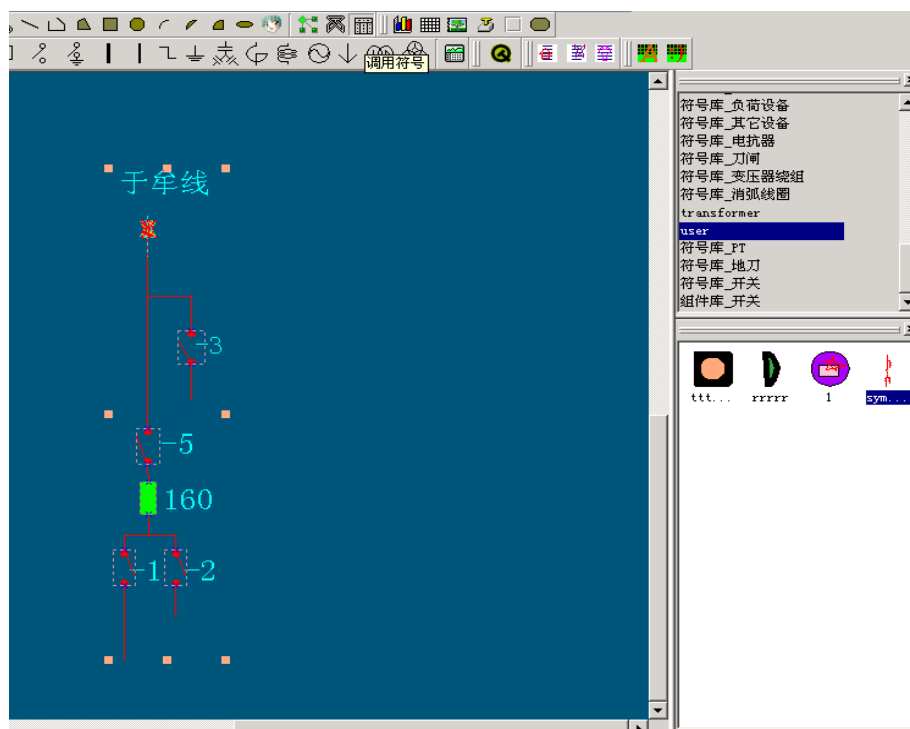 调用符号
于牟线
-3
-5
160
-1
-2
符号库_负荷设备
符号库_其它设备
符号库_电抗器
符号库_刀闸
符号库_变压器绕组
符号库_消弧线圈
transformer
user
符号库_PT
符号库_地刀
符号库_开关
组件库_开关
ttt...
rrrrr
1
sym...